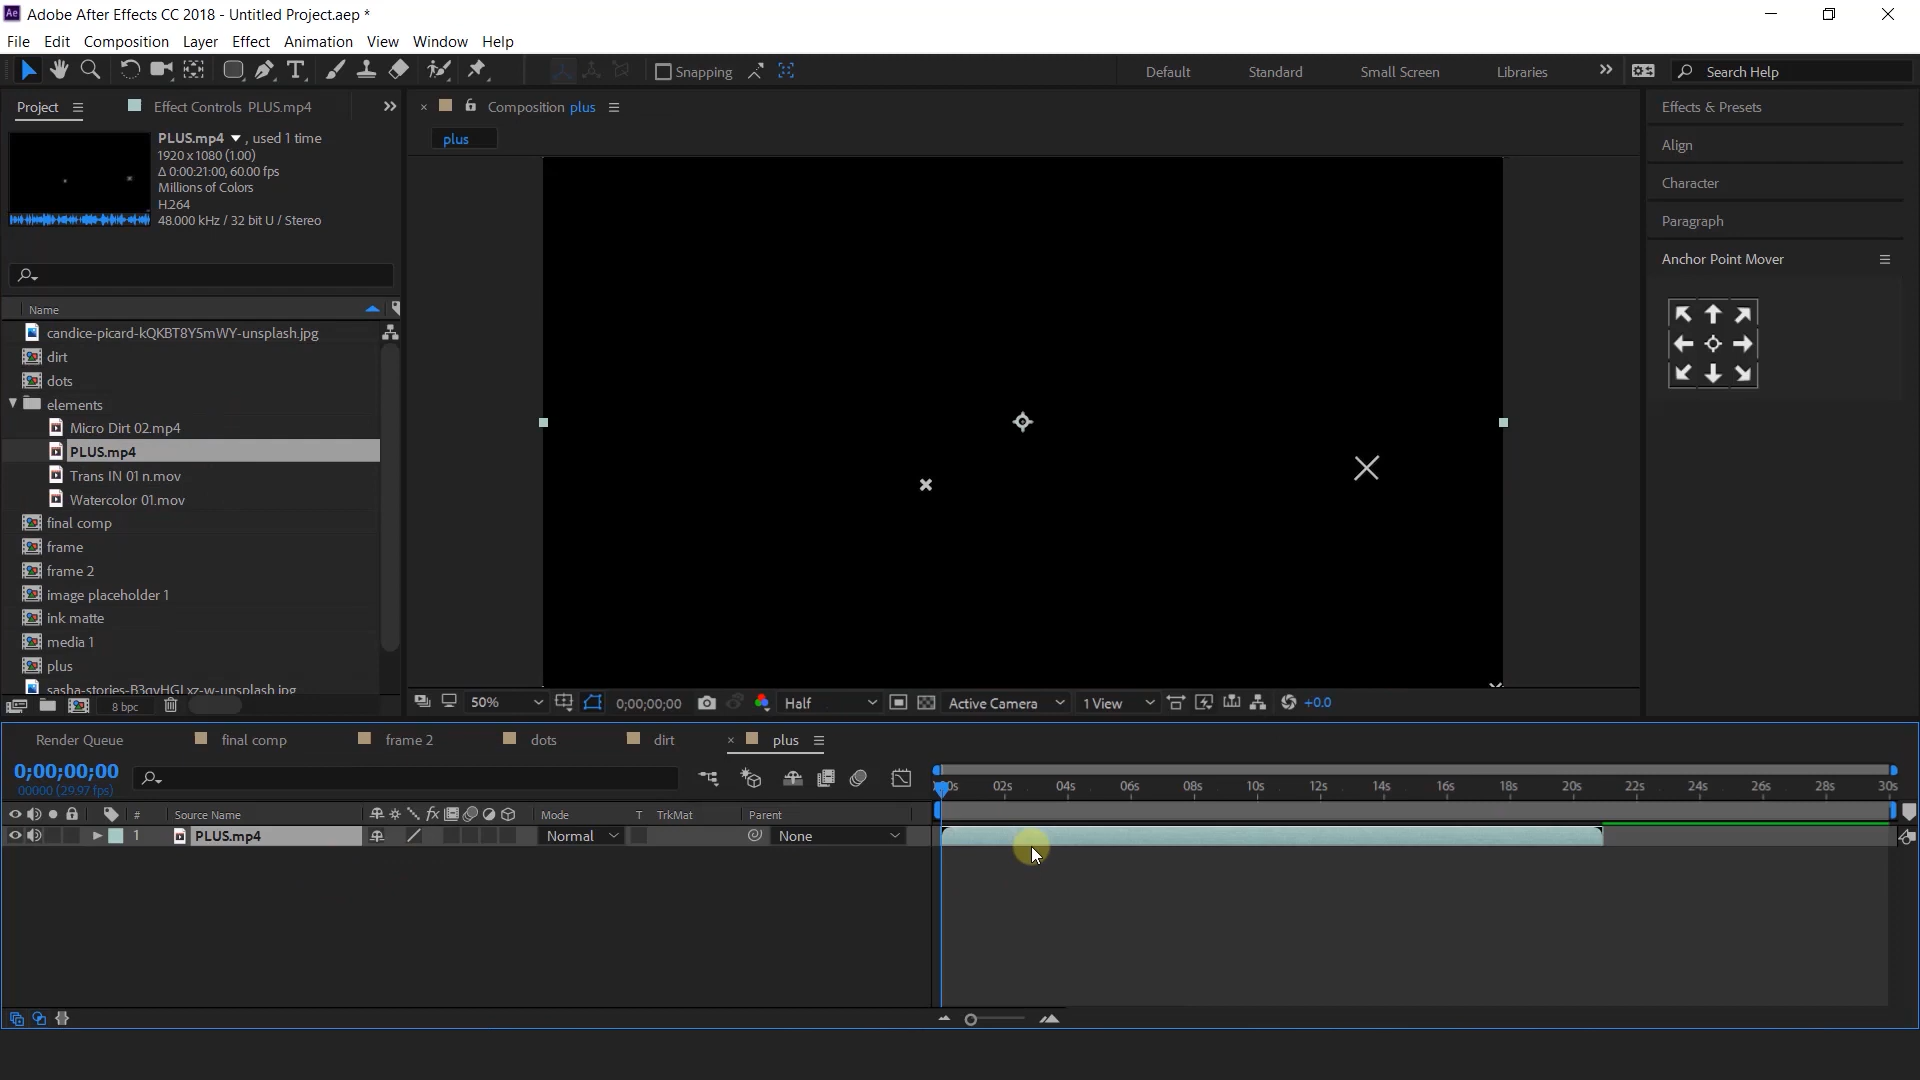 Ae Adobe After Effects CC 2018 - Untitled Project.aep *
File Edit Composition Layer Effect Animation View Window Help
T Snapping Default Standard Small Screen Libraries Search Help
Project Effect Controls PLUS.mp4
Composition plus
plus
PLUS.mp4 , used 1 time
1920 x 1080 (1.00)
Δ 0:00:21:00, 60.00 fps
Millions of Colors
H.264
48.000 kHz / 32 bit U / Stereo
Name
candice-picard-kQKBT8Y5mWY-unsplash.jpg
dirt
dots
elements
Micro Dirt 02.mp4
PLUS.mp4
Trans IN 01 n.mov
Watercolor 01.mov
final comp
frame
frame 2
image placeholder 1
ink matte
media 1
plus
8 bpc
50% 0;00;00;00 Half Active Camera 1 View +0.0
Effects & Presets
Align
Character
Paragraph
Anchor Point Mover
Render Queue final comp frame 2 dots dirt plus
0;00;00;00
00000 (29.97 fps)
02s 04s 06s 08s 10s 12s 14s 16s 18s 20s 22s 24s 26s 28s 30s
# Source Name fx Mode T TrkMat Parent
1 PLUS.mp4 Normal None